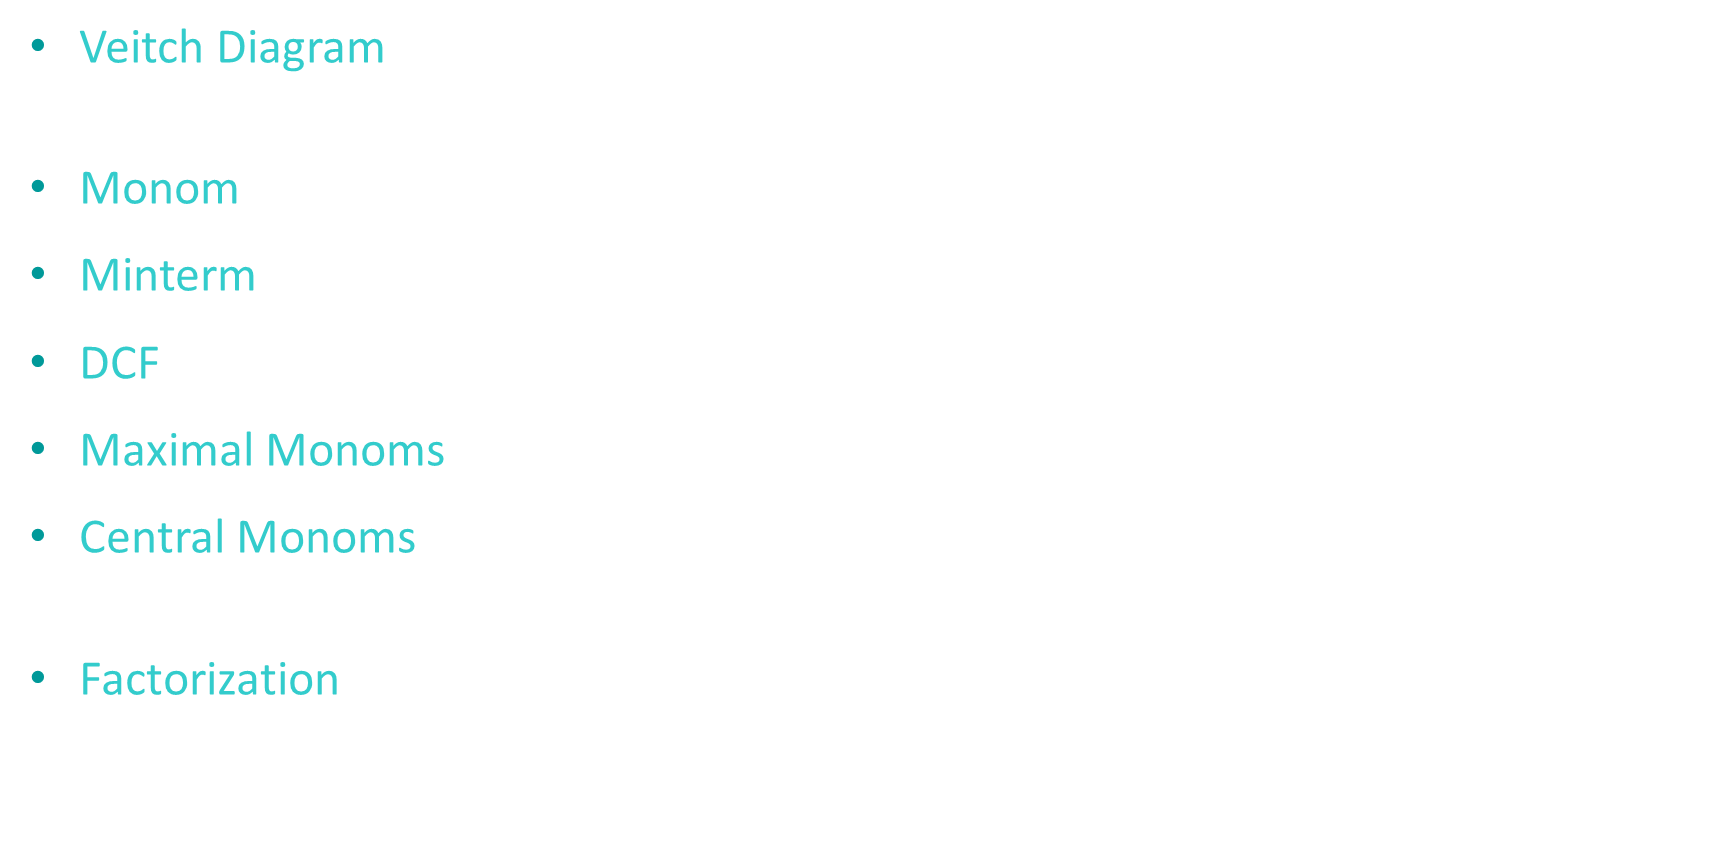 • Veitch Diagram
• Monom
• Minterm
• DCF
• Maximal Monoms
• Central Monoms
• Factorization